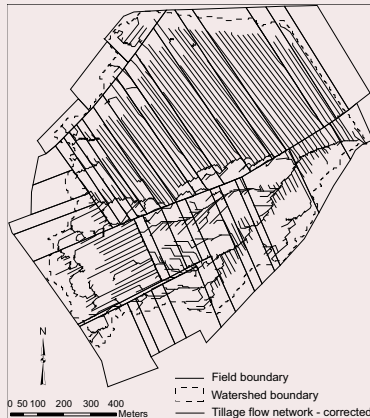 N
0 50 100 200 300 400
Meters
Field boundary
Watershed boundary
Tillage flow network - corrected